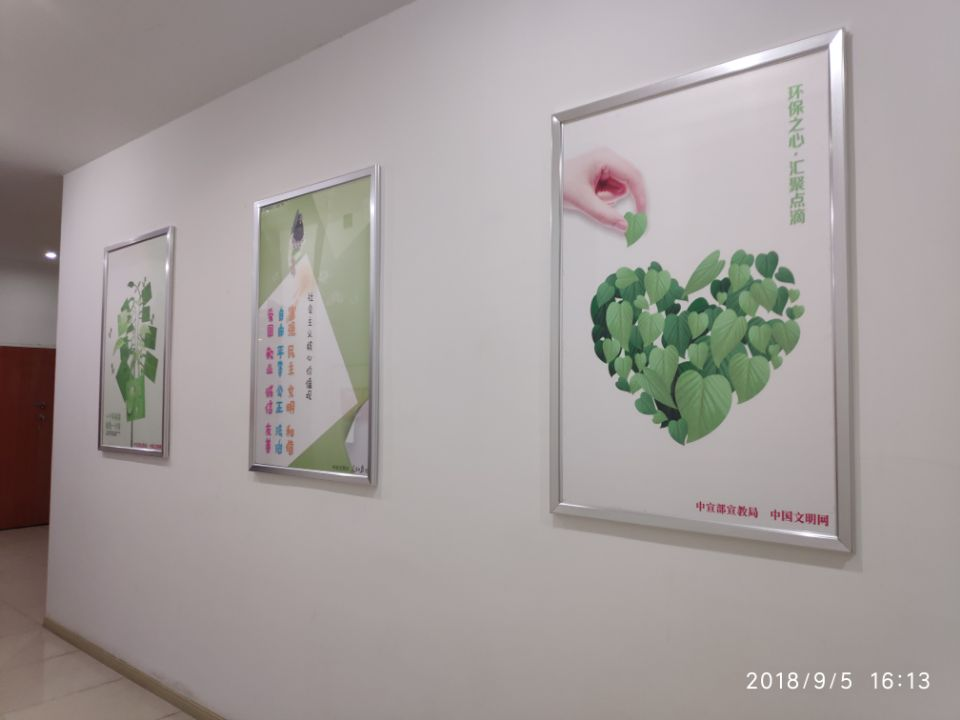 环保之心·汇聚点滴
中宣部宣教局 中国文明网
社会主义核心价值观
富强 民主 文明 和谐
自由 平等 公正 法治
爱国 敬业 诚信 友善
2018/9/5 16:13